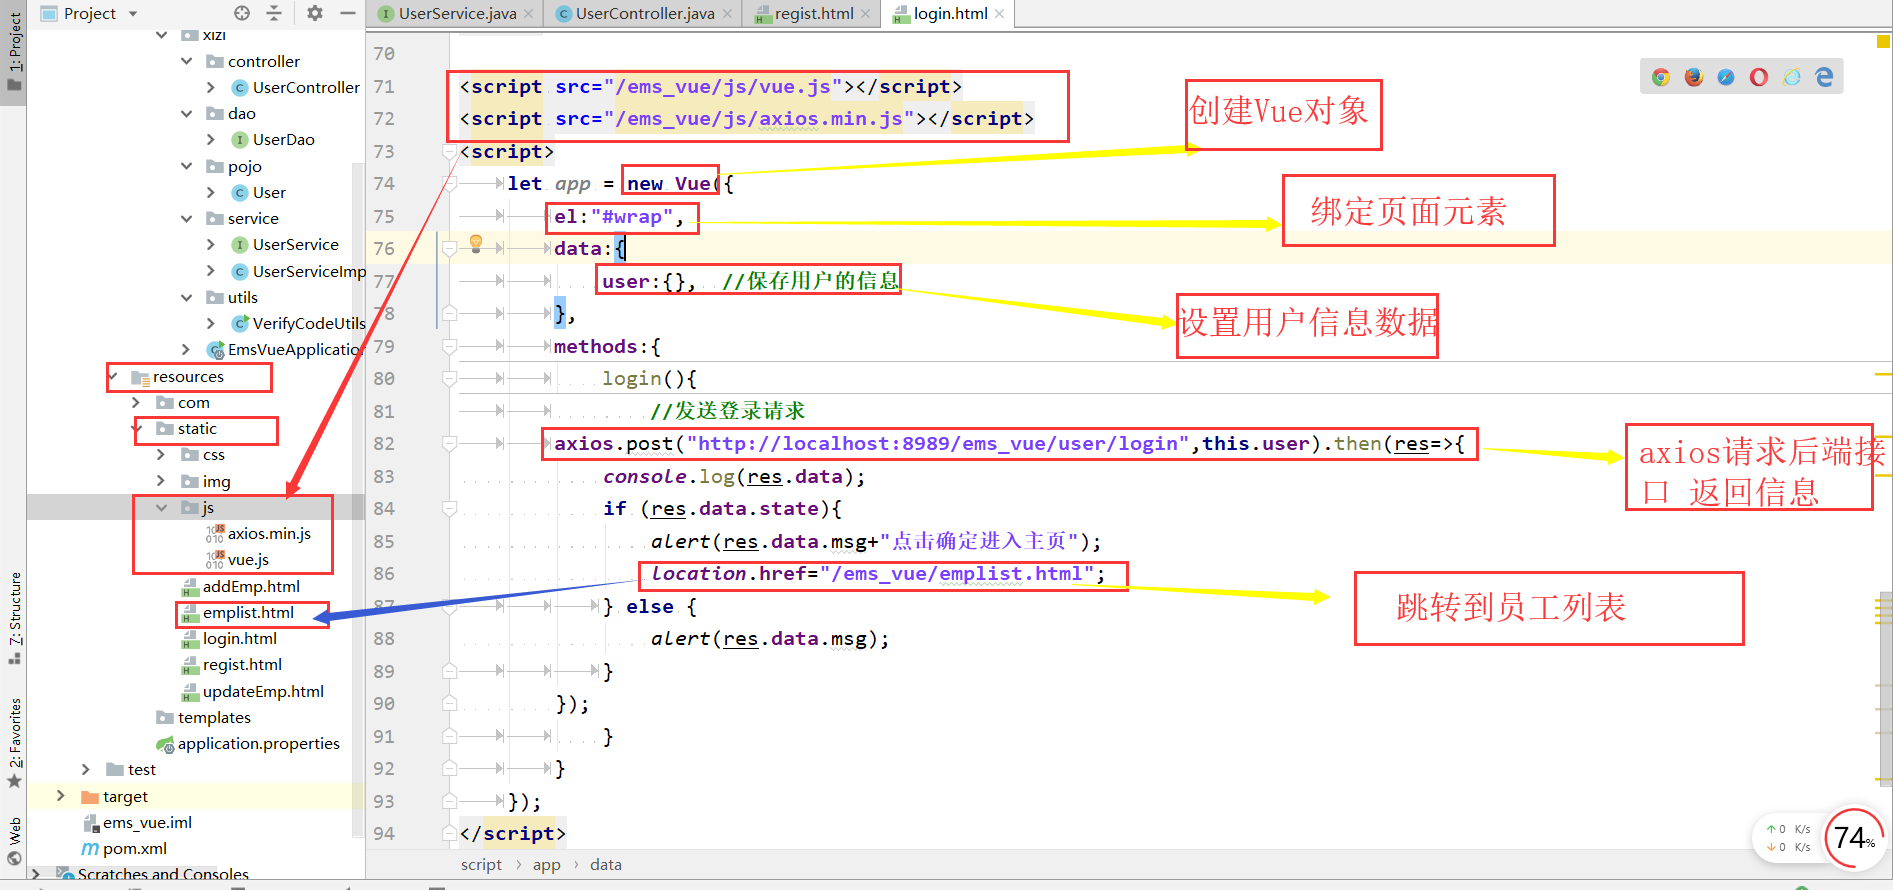 Project
UserService.java
UserController.java
regist.html
login.html
1: Project
Z: Structure
2: Favorites
Web
xizi
controller
UserController
dao
UserDao
pojo
User
service
UserService
UserServiceImp
utils
VerifyCodeUtils
EmsVueApplication
resources
com
static
css
img
js
axios.min.js
vue.js
addEmp.html
emplist.html
login.html
regist.html
updateEmp.html
templates
application.properties
test
target
ems_vue.iml
pom.xml
Scratches and Consoles
70
71 <script src="/ems_vue/js/vue.js"></script>
72 <script src="/ems_vue/js/axios.min.js"></script>
73 <script>
74 let app = new Vue({
75 el:"#wrap",
76 data:{
77 user:{}, //保存用户的信息
78 },
79 methods:{
80 login(){
81 //发送登录请求
82 axios.post("http://localhost:8989/ems_vue/user/login",this.user).then(res=>{
83 console.log(res.data);
84 if (res.data.state){
85 alert(res.data.msg+"点击确定进入主页");
86 location.href="/ems_vue/emplist.html";
87 } else {
88 alert(res.data.msg);
89 }
90 });
91 }
92 }
93 });
94 </script>
创建Vue对象
绑定页面元素
设置用户信息数据
axios请求后端接
口 返回信息
跳转到员工列表
script › app › data
0 K/s
0 K/s
74%